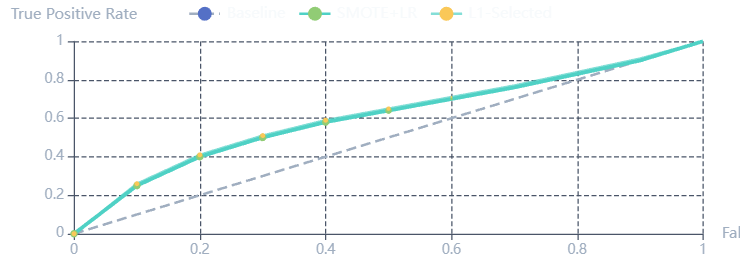 True Positive Rate
Baseline
SMOTE+LR
L1-Selected
1
0.8
0.6
0.4
0.2
0
0 0.2 0.4 0.6 0.8 1
Fal